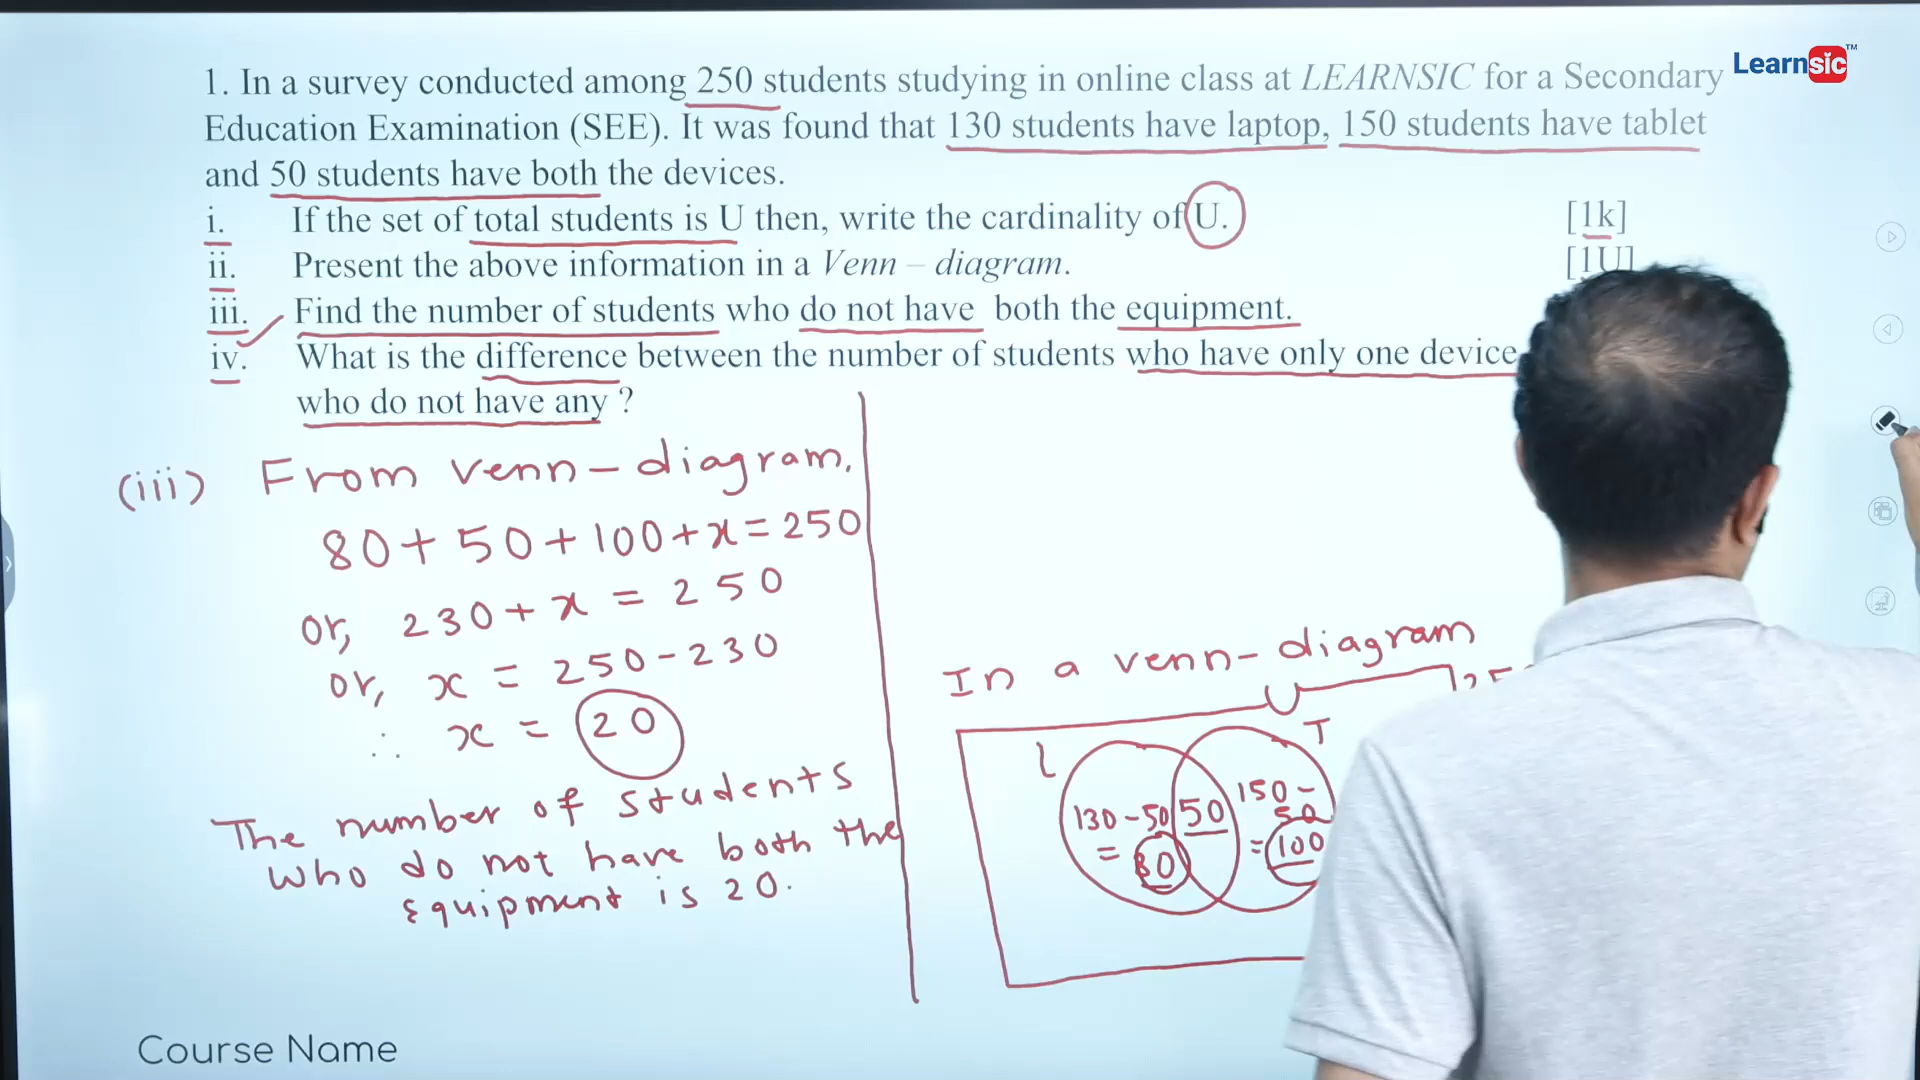 Learnsic™
1. In a survey conducted among 250 students studying in online class at LEARNSIC for a Secondary
Education Examination (SEE). It was found that 130 students have laptop, 150 students have tablet
and 50 students have both the devices.
i. If the set of total students is U then, write the cardinality of U. [1k]
ii. Present the above information in a Venn – diagram. [1U]
iii. Find the number of students who do not have both the equipment.
iv. What is the difference between the number of students who have only one device
who do not have any ?
(iii) From venn-diagram,
80 + 50 + 100 + x = 250
or, 230 + x = 250
or, x = 250 - 230
∴ x = 20
The number of students
who do not have both the
equipment is 20.
In a venn-diagram
U
L T
130 - 50 50 150 -
50
= 80 = 100
Course Name